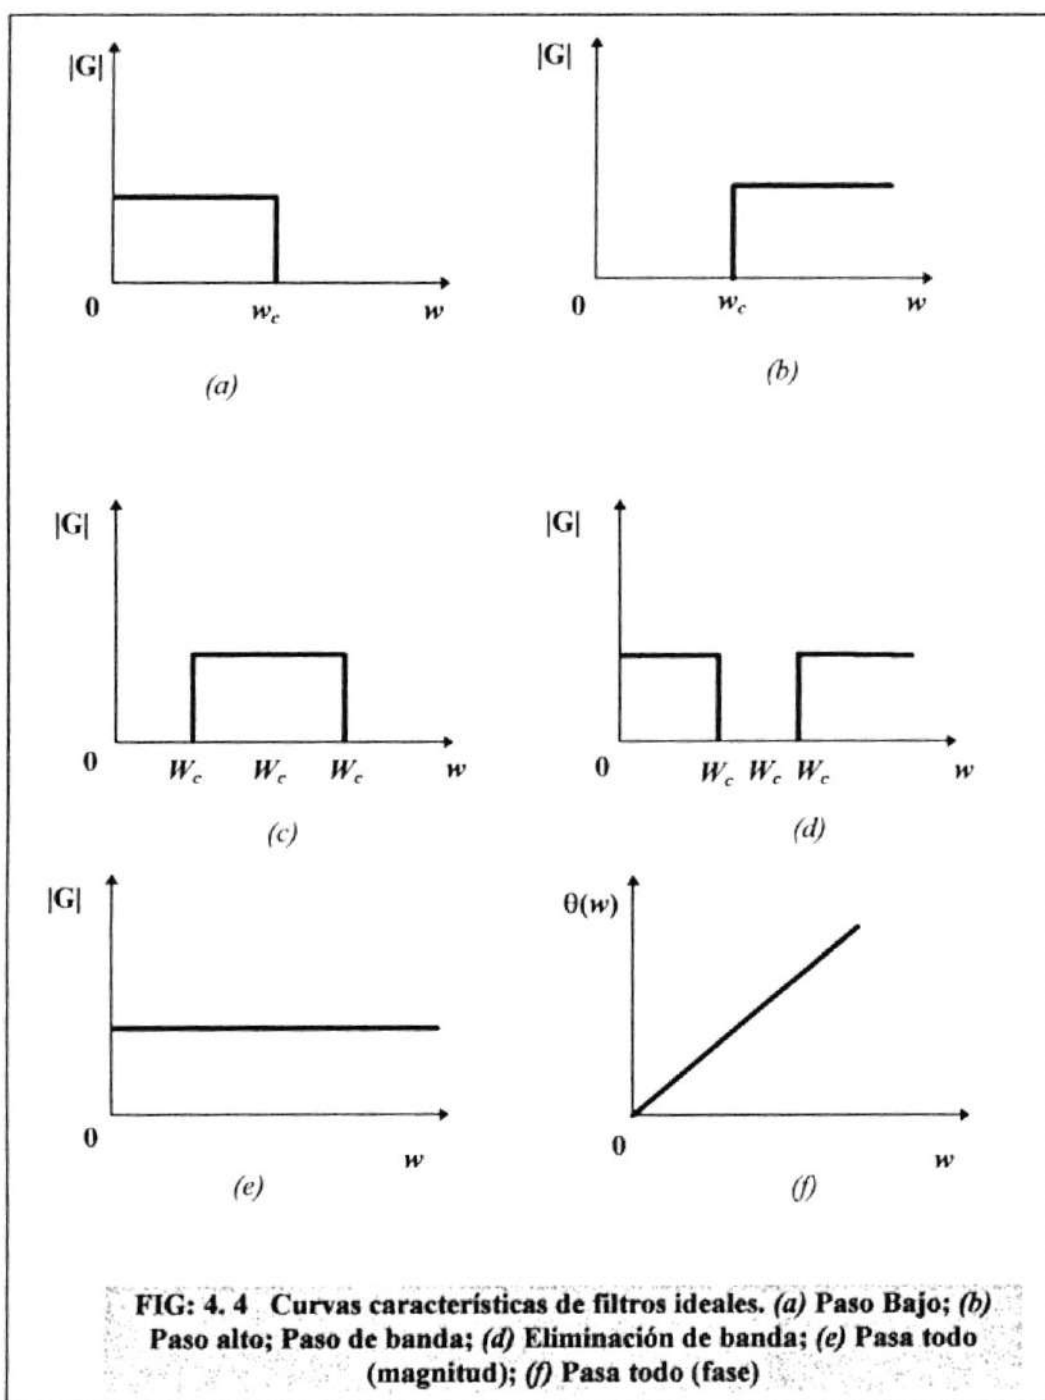 |G|
0
w_c
w
(a)
|G|
0
w_c
w
(b)
|G|
0
W_c
W_c
W_c
w
(c)
|G|
0
W_c
W_c
W_c
w
(d)
|G|
0
w
(e)
θ(w)
0
w
(f)
FIG: 4. 4 Curvas características de filtros ideales. (a) Paso Bajo; (b)
Paso alto; Paso de banda; (d) Eliminación de banda; (e) Pasa todo
(magnitud); (f) Pasa todo (fase)